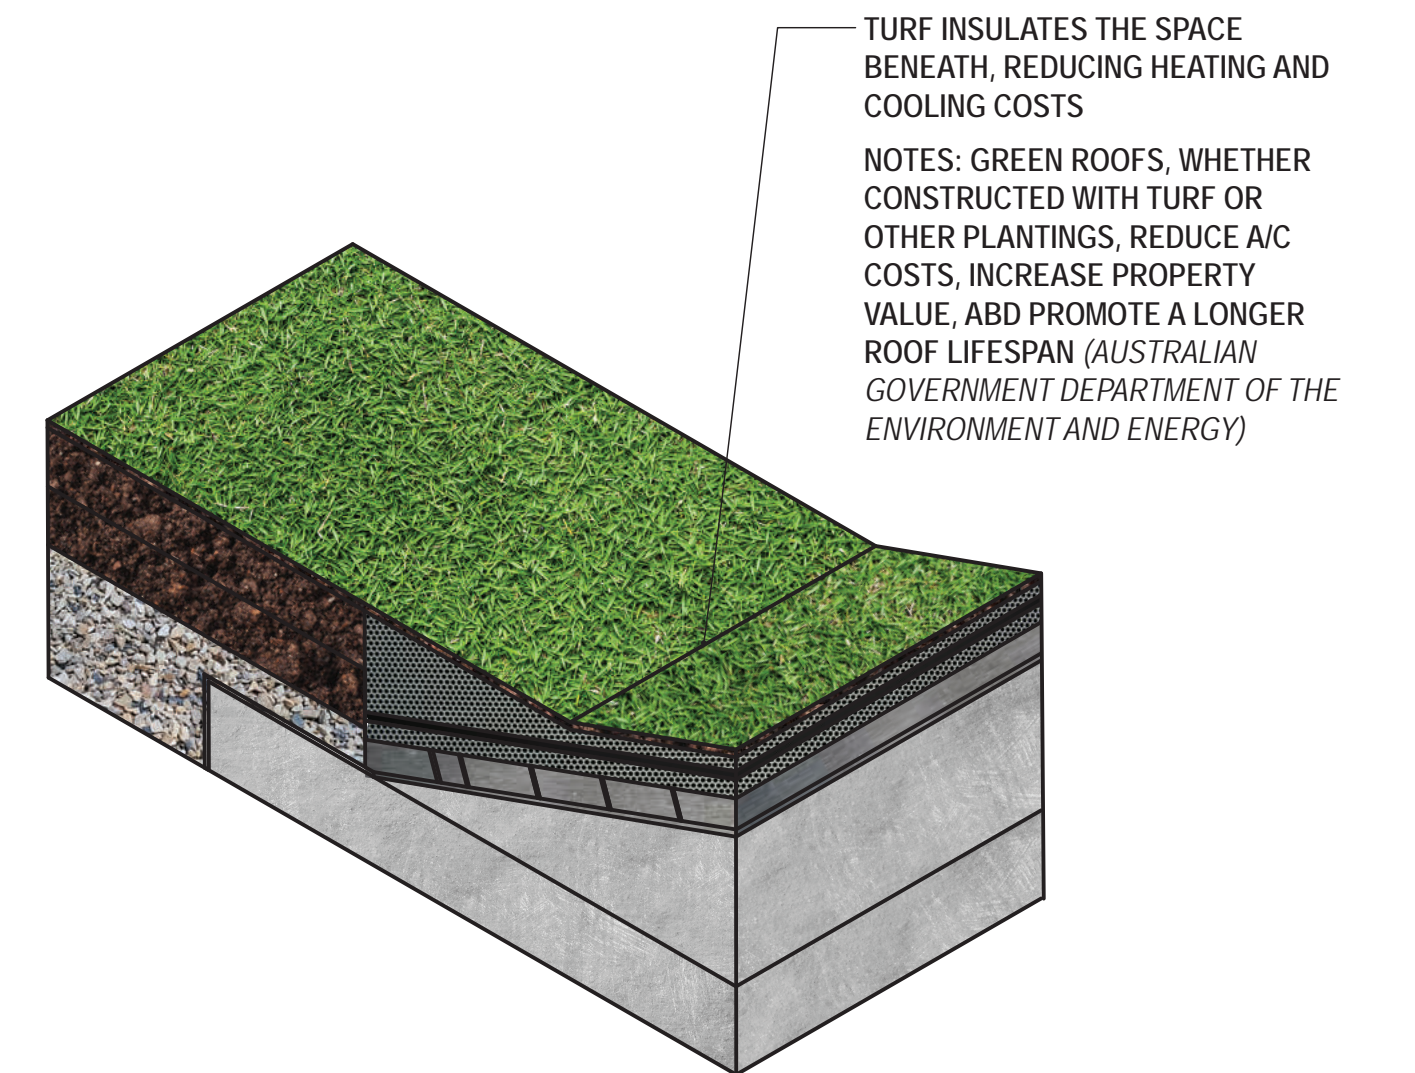 TURF INSULATES THE SPACE
BENEATH, REDUCING HEATING AND
COOLING COSTS
NOTES: GREEN ROOFS, WHETHER
CONSTRUCTED WITH TURF OR
OTHER PLANTINGS, REDUCE A/C
COSTS, INCREASE PROPERTY
VALUE, ABD PROMOTE A LONGER
ROOF LIFESPAN (AUSTRALIAN
GOVERNMENT DEPARTMENT OF THE
ENVIRONMENT AND ENERGY)